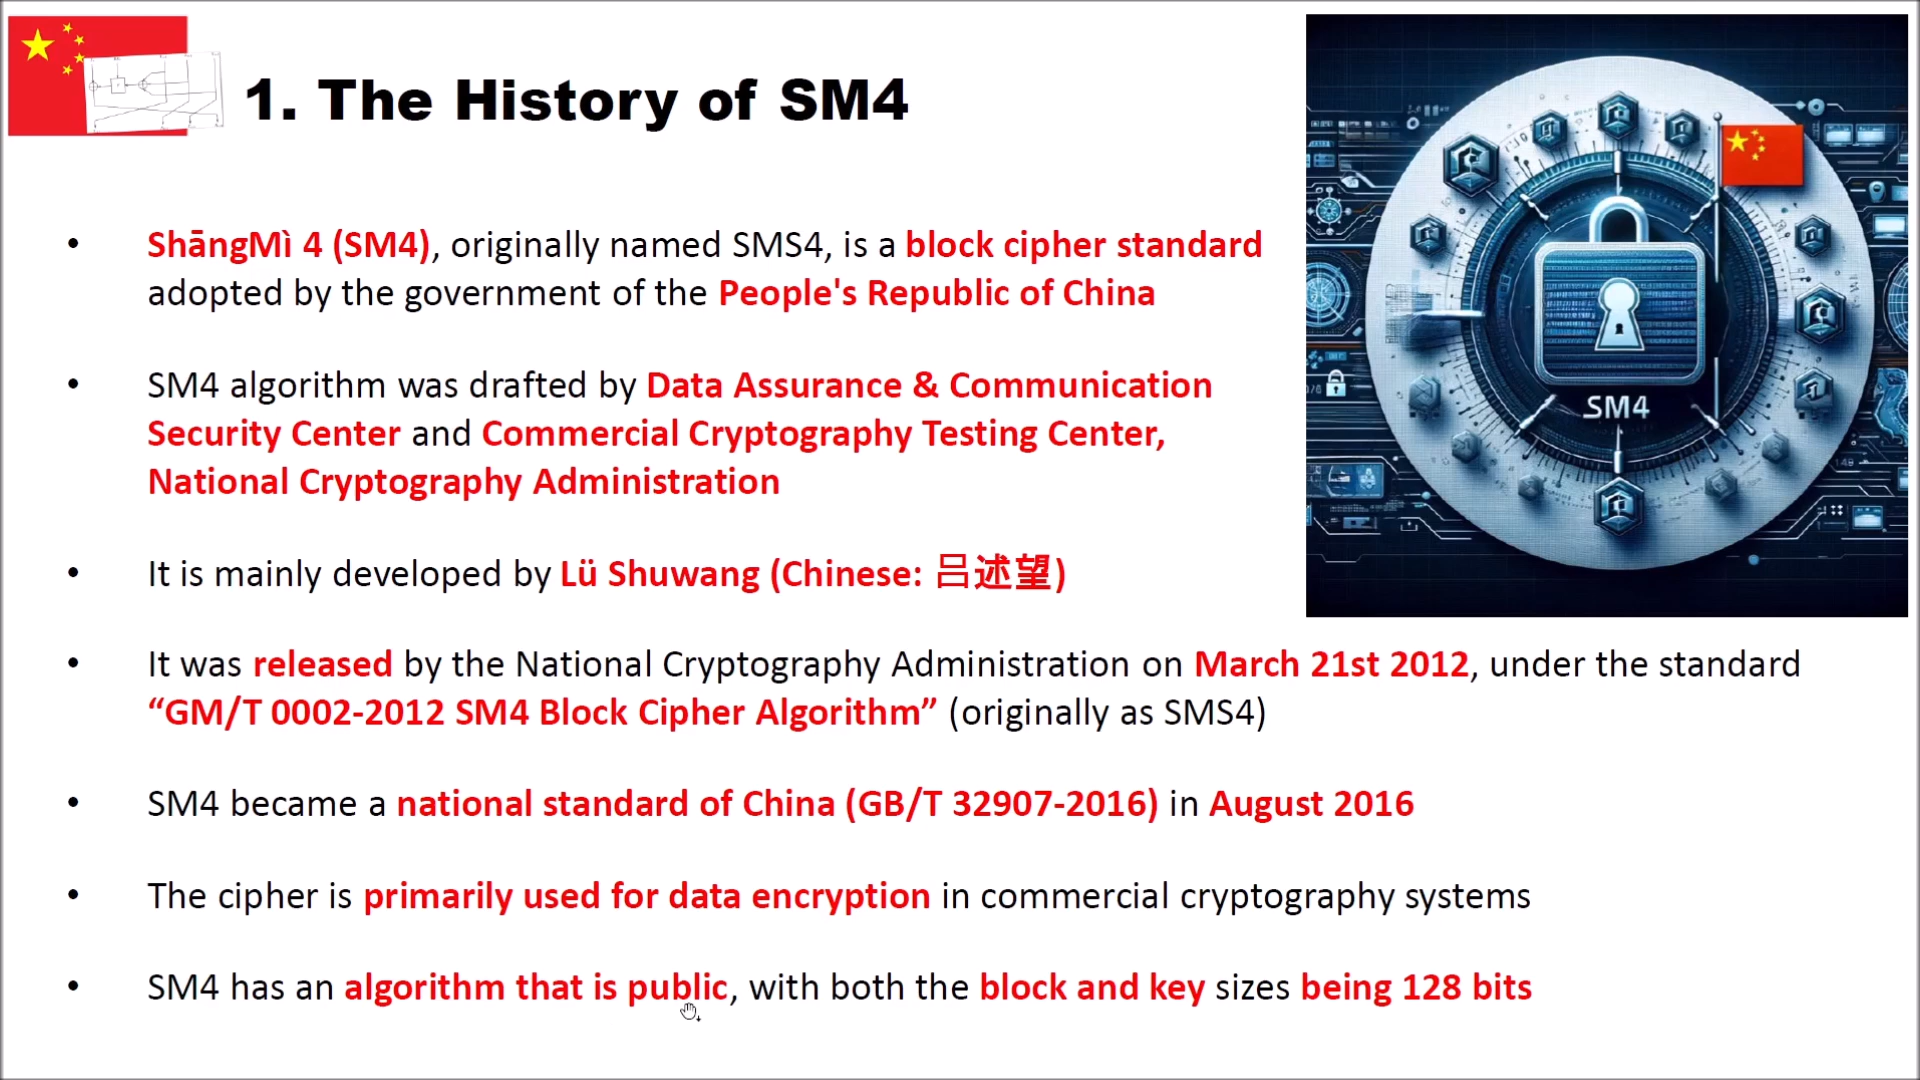 1. The History of SM4
• ShāngMì 4 (SM4), originally named SMS4, is a block cipher standard
adopted by the government of the People's Republic of China
• SM4 algorithm was drafted by Data Assurance & Communication
Security Center and Commercial Cryptography Testing Center,
National Cryptography Administration
• It is mainly developed by Lü Shuwang (Chinese: 吕述望)
• It was released by the National Cryptography Administration on March 21st 2012, under the standard
“GM/T 0002-2012 SM4 Block Cipher Algorithm” (originally as SMS4)
• SM4 became a national standard of China (GB/T 32907-2016) in August 2016
• The cipher is primarily used for data encryption in commercial cryptography systems
• SM4 has an algorithm that is public, with both the block and key sizes being 128 bits
SM4